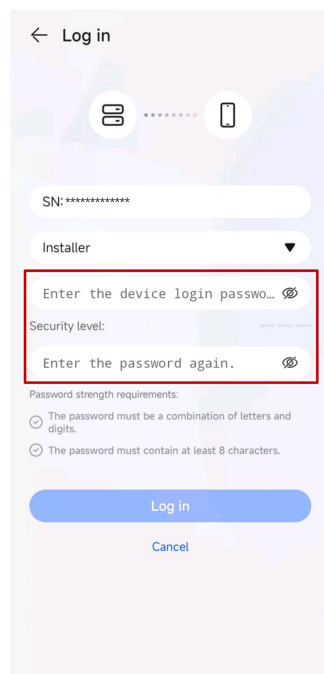 Log in
SN:*************
Installer
Enter the device login passwo...
Security level:
Enter the password again.
Password strength requirements:
The password must be a combination of letters and
digits.
The password must contain at least 8 characters.
Log in
Cancel